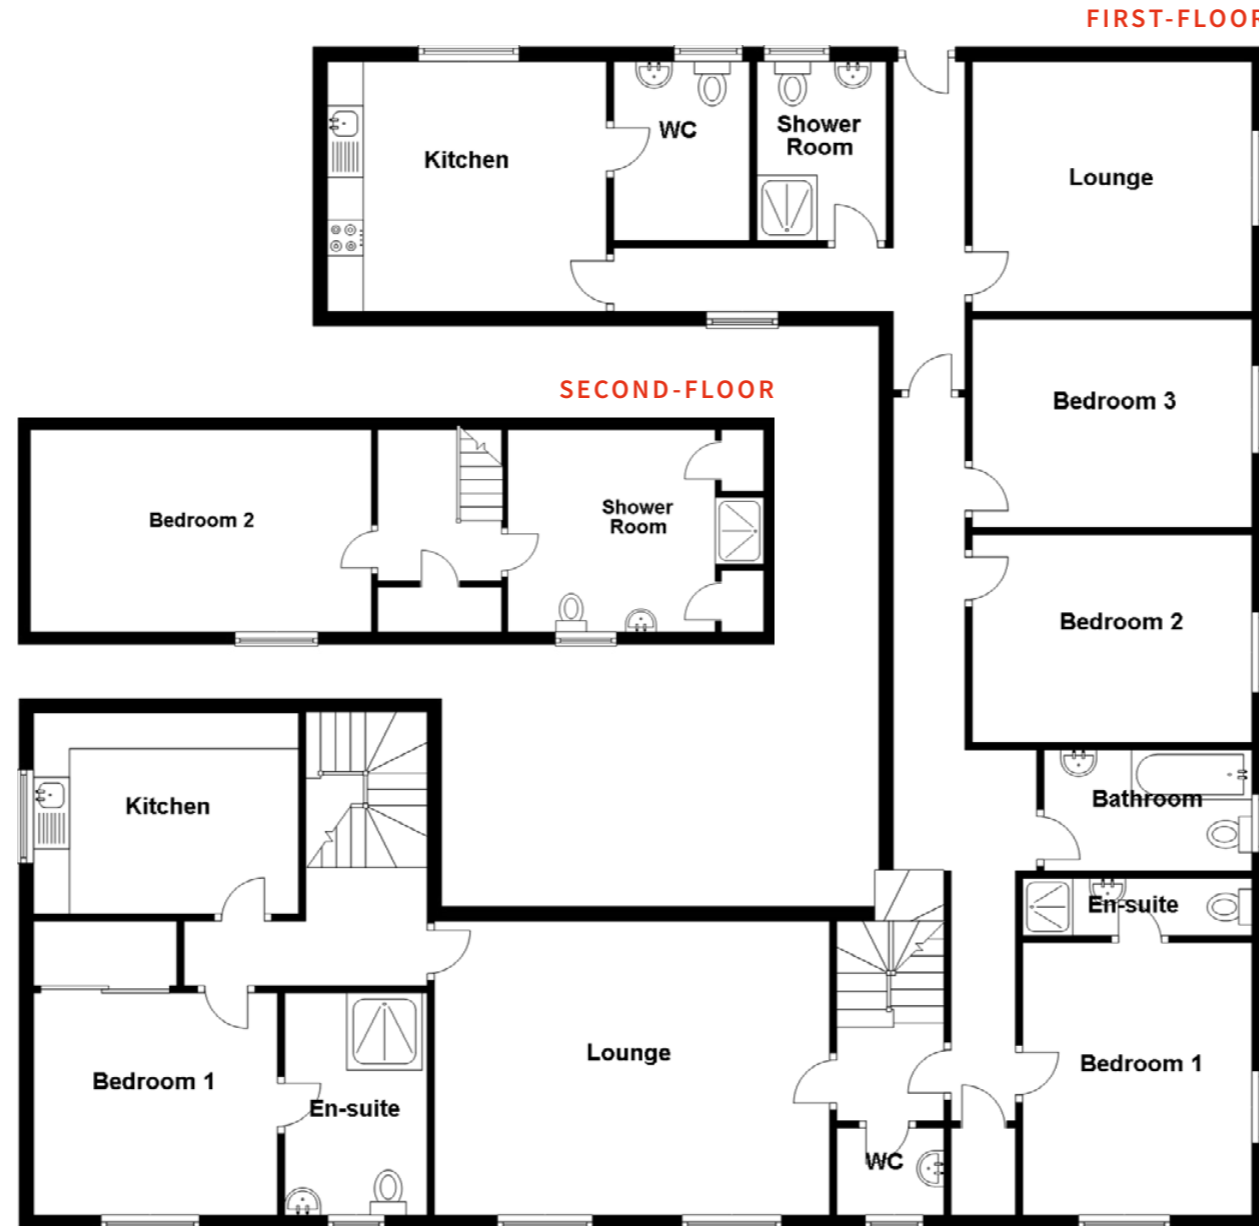 FIRST-FLOOR
Kitchen
WC
Shower
Room
Lounge
Bedroom 3
SECOND-FLOOR
Bedroom 2
Shower
Room
Bedroom 2
Kitchen
Bathroom
En-suite
Lounge
Bedroom 1
Bedroom 1
En-suite
WC